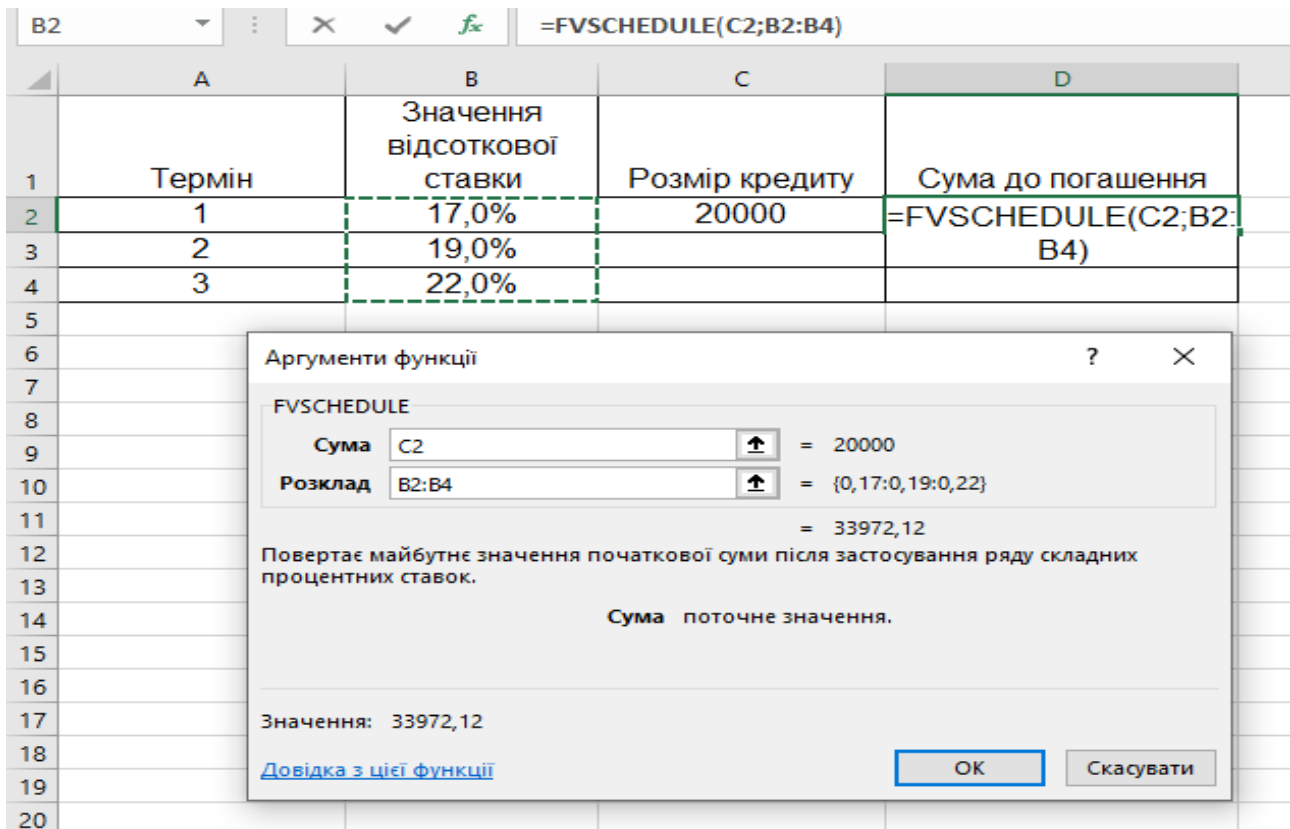 B2 fx =FVSCHEDULE(C2;B2:B4)
A B C D
1 Термін Значення відсоткової ставки Розмір кредиту Сума до погашення
2 1 17,0% 20000 =FVSCHEDULE(C2;B2:
3 2 19,0% B4)
4 3 22,0%
5
6
7
8
9
10
11
12
13
14
15
16
17
18
19
20
Аргументи функції ? ×
FVSCHEDULE
Сума C2 = 20000
Розклад B2:B4 = {0,17:0,19:0,22}
= 33972,12
Повертає майбутнє значення початкової суми після застосування ряду складних
процентних ставок.
Сума поточне значення.
Значення: 33972,12
Довідка з цієї функції
ОК Скасувати